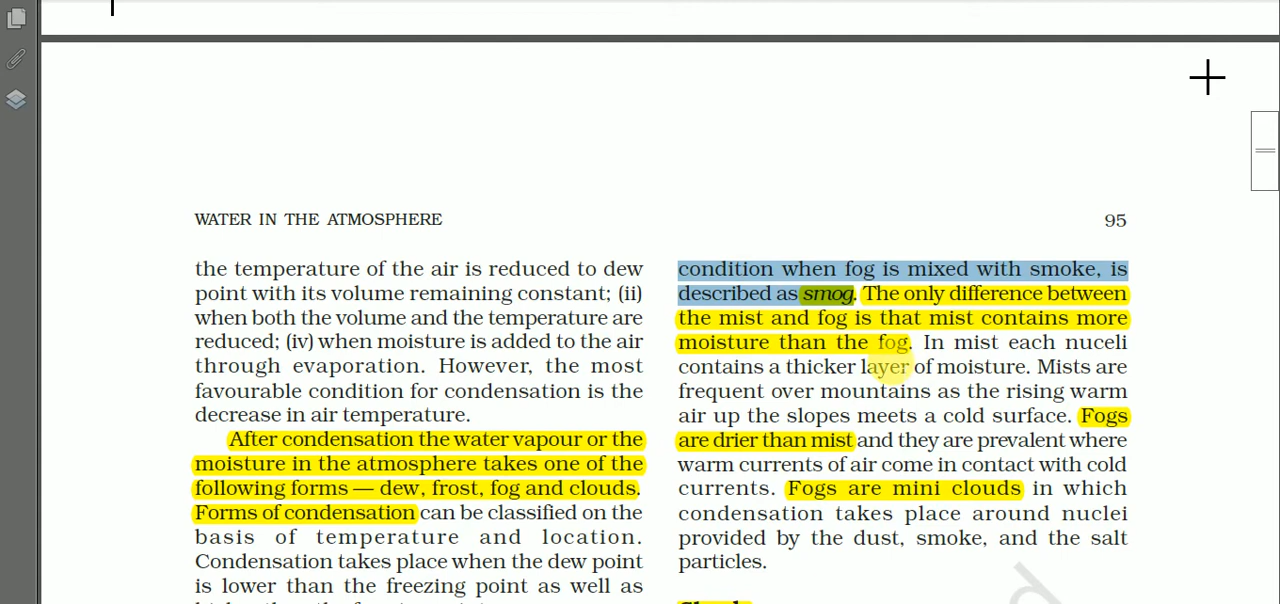 WATER IN THE ATMOSPHERE
95
the temperature of the air is reduced to dew
point with its volume remaining constant; (ii)
when both the volume and the temperature are
reduced; (iv) when moisture is added to the air
through evaporation. However, the most
favourable condition for condensation is the
decrease in air temperature.
After condensation the water vapour or the
moisture in the atmosphere takes one of the
following forms — dew, frost, fog and clouds.
Forms of condensation can be classified on the
basis of temperature and location.
Condensation takes place when the dew point
is lower than the freezing point as well as
condition when fog is mixed with smoke, is
described as smog. The only difference between
the mist and fog is that mist contains more
moisture than the fog. In mist each nuceli
contains a thicker layer of moisture. Mists are
frequent over mountains as the rising warm
air up the slopes meets a cold surface. Fogs
are drier than mist and they are prevalent where
warm currents of air come in contact with cold
currents. Fogs are mini clouds in which
condensation takes place around nuclei
provided by the dust, smoke, and the salt
particles.